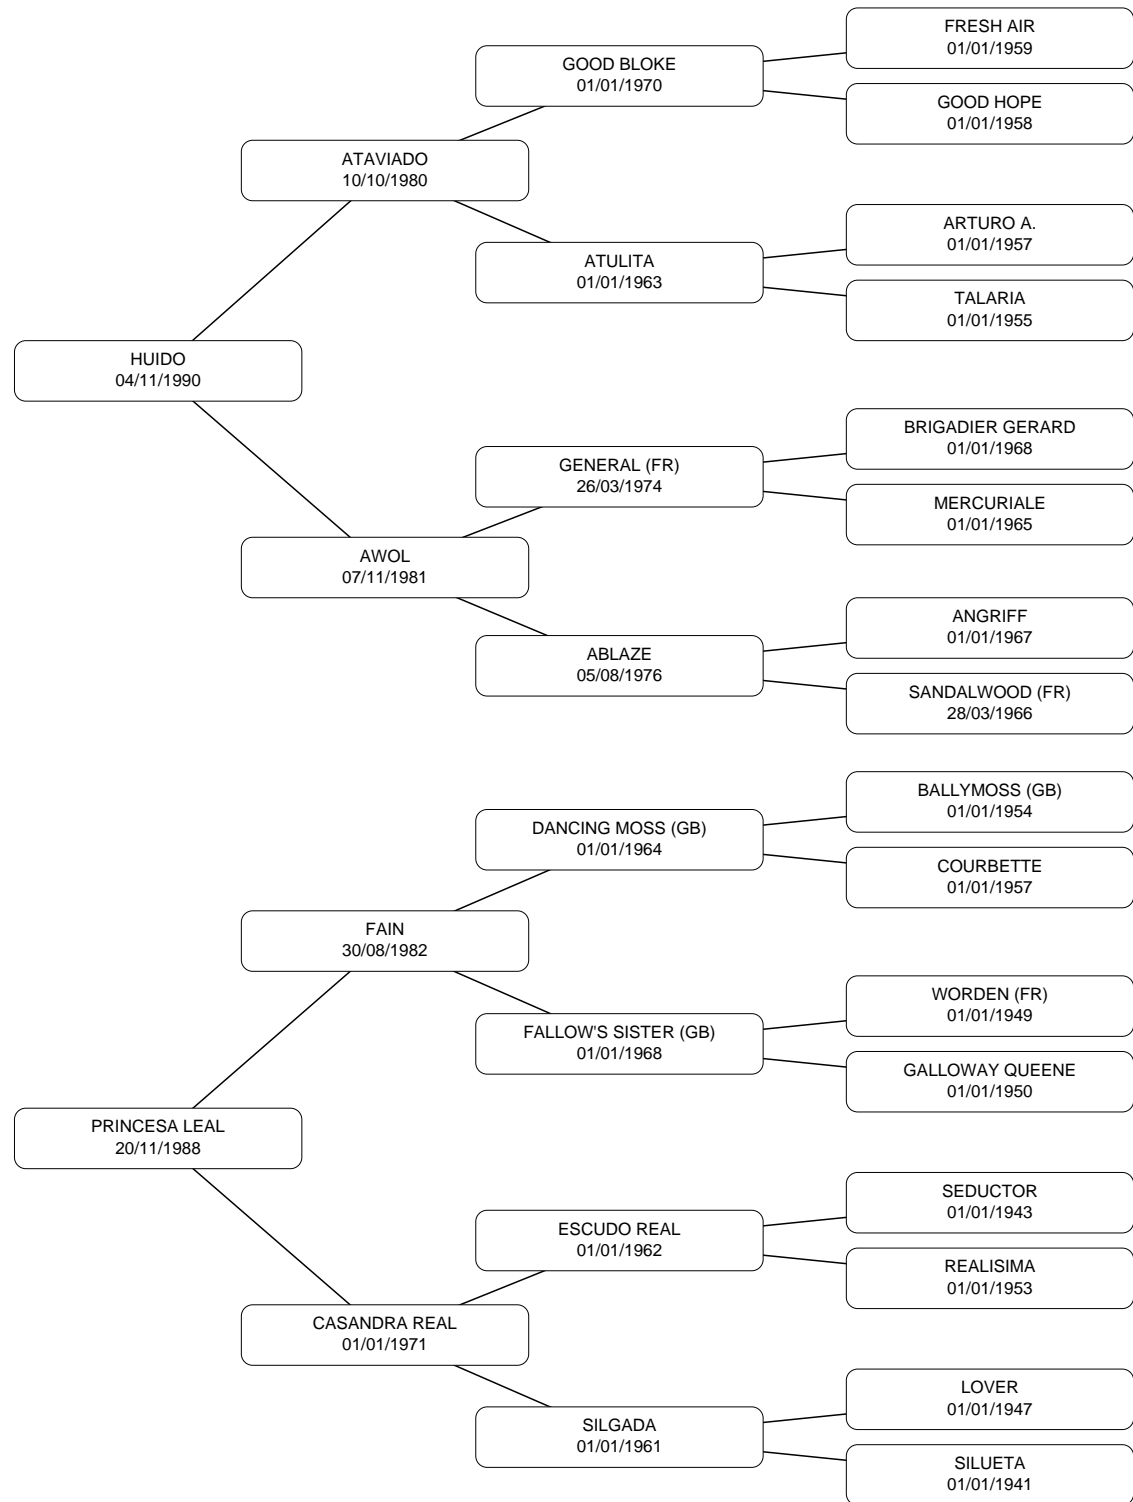 FRESH AIR
01/01/1959
GOOD BLOKE
01/01/1970
GOOD HOPE
01/01/1958
ATAVIADO
10/10/1980
ARTURO A.
01/01/1957
ATULITA
01/01/1963
TALARIA
01/01/1955
HUIDO
04/11/1990
BRIGADIER GERARD
01/01/1968
GENERAL (FR)
26/03/1974
MERCURIALE
01/01/1965
AWOL
07/11/1981
ANGRIFF
01/01/1967
ABLAZE
05/08/1976
SANDALWOOD (FR)
28/03/1966
BALLYMOSS (GB)
01/01/1954
DANCING MOSS (GB)
01/01/1964
COURBETTE
01/01/1957
FAIN
30/08/1982
WORDEN (FR)
01/01/1949
FALLOW'S SISTER (GB)
01/01/1968
GALLOWAY QUEENE
01/01/1950
PRINCESA LEAL
20/11/1988
SEDUCTOR
01/01/1943
ESCUDO REAL
01/01/1962
REALISIMA
01/01/1953
CASANDRA REAL
01/01/1971
LOVER
01/01/1947
SILGADA
01/01/1961
SILUETA
01/01/1941